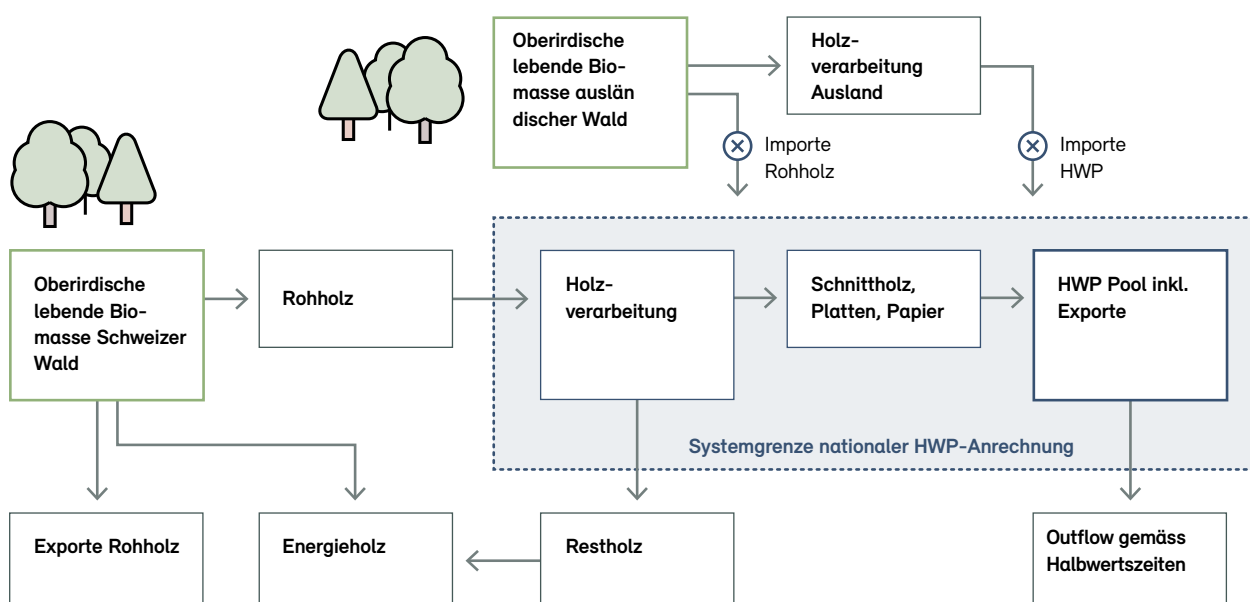 Oberirdische
lebende Bio-
masse auslän
discher Wald
Holz-
verarbeitung
Ausland
Importe
Rohholz
Importe
HWP
Oberirdische
lebende Bio-
masse Schweizer
Wald
Rohholz
Holz-
verarbeitung
Schnittholz,
Platten, Papier
HWP Pool inkl.
Exporte
Systemgrenze nationaler HWP-Anrechnung
Exporte Rohholz
Energieholz
Restholz
Outflow gemäss
Halbwertszeiten